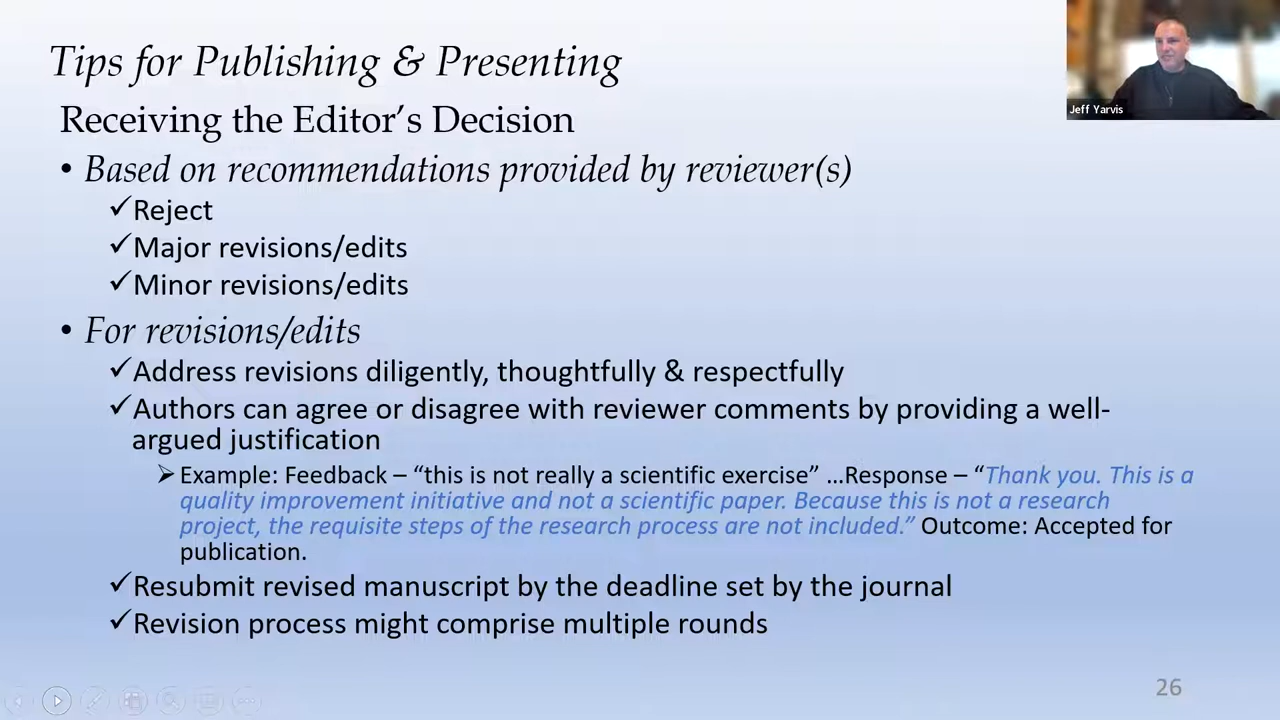 Tips for Publishing & Presenting
Jeff Yarvis
Receiving the Editor's Decision
• Based on recommendations provided by reviewer(s)
✓Reject
✓Major revisions/edits
✓Minor revisions/edits
• For revisions/edits
✓Address revisions diligently, thoughtfully & respectfully
✓Authors can agree or disagree with reviewer comments by providing a well-
argued justification
➢Example: Feedback – “this is not really a scientific exercise” …Response – “Thank you. This is a
quality improvement initiative and not a scientific paper. Because this is not a research
project, the requisite steps of the research process are not included.” Outcome: Accepted for
publication.
✓Resubmit revised manuscript by the deadline set by the journal
✓Revision process might comprise multiple rounds
26